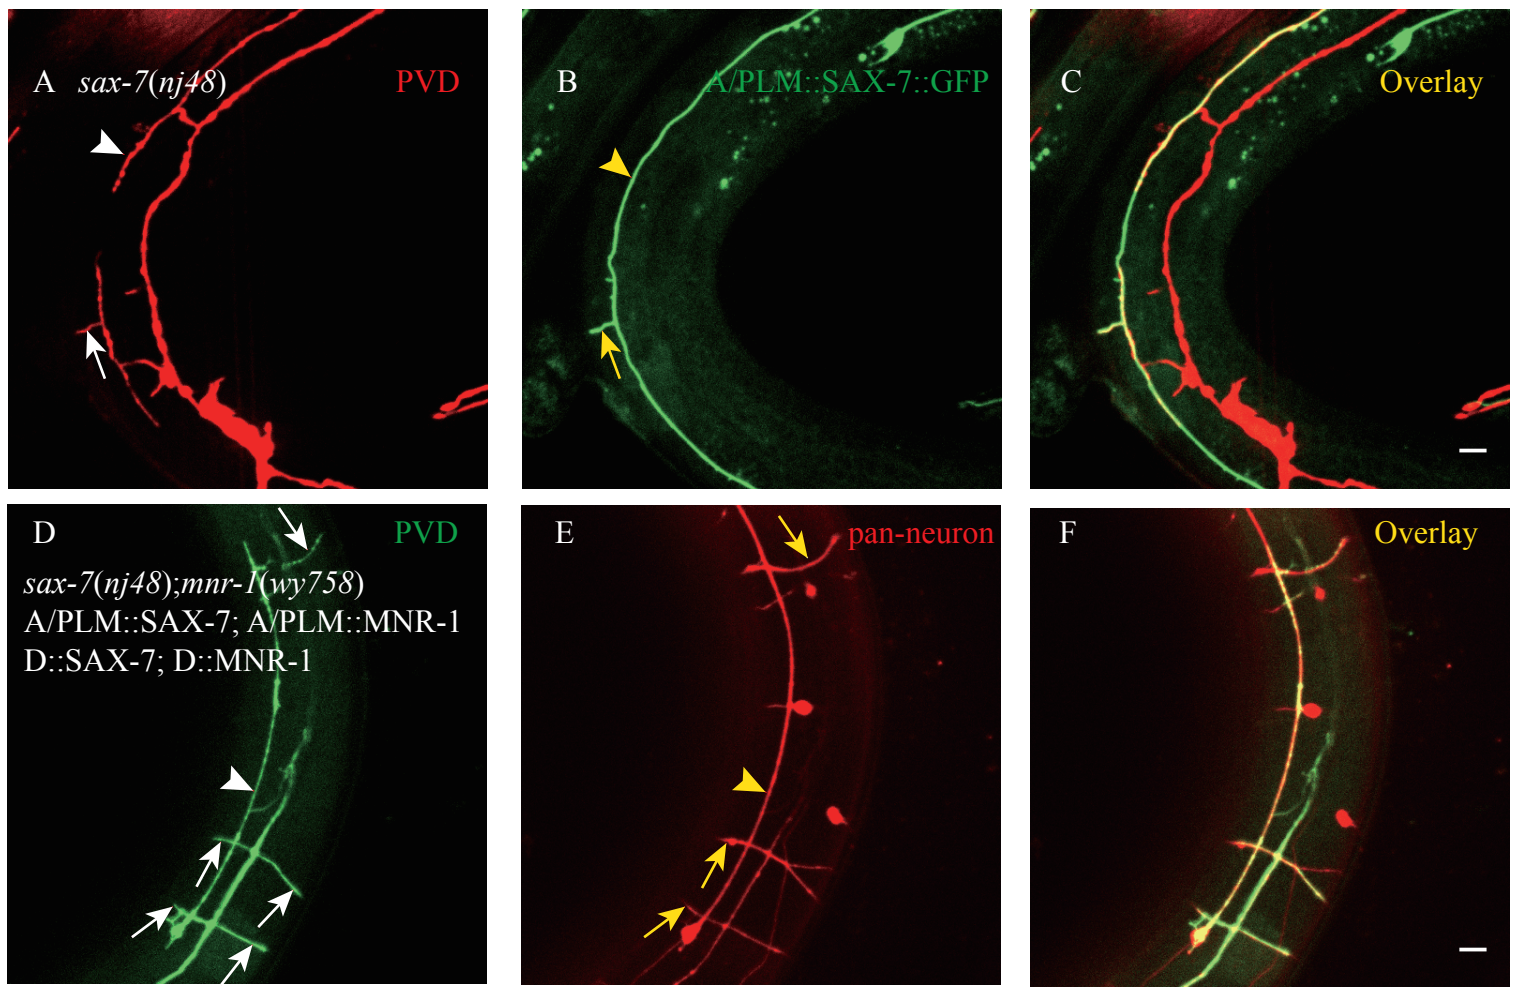 A sax-7(nj48) PVD
B A/PLM::SAX-7::GFP
C Overlay
D PVD
sax-7(nj48);mnr-1(wy758)
A/PLM::SAX-7; A/PLM::MNR-1
D::SAX-7; D::MNR-1
E pan-neuron
F Overlay